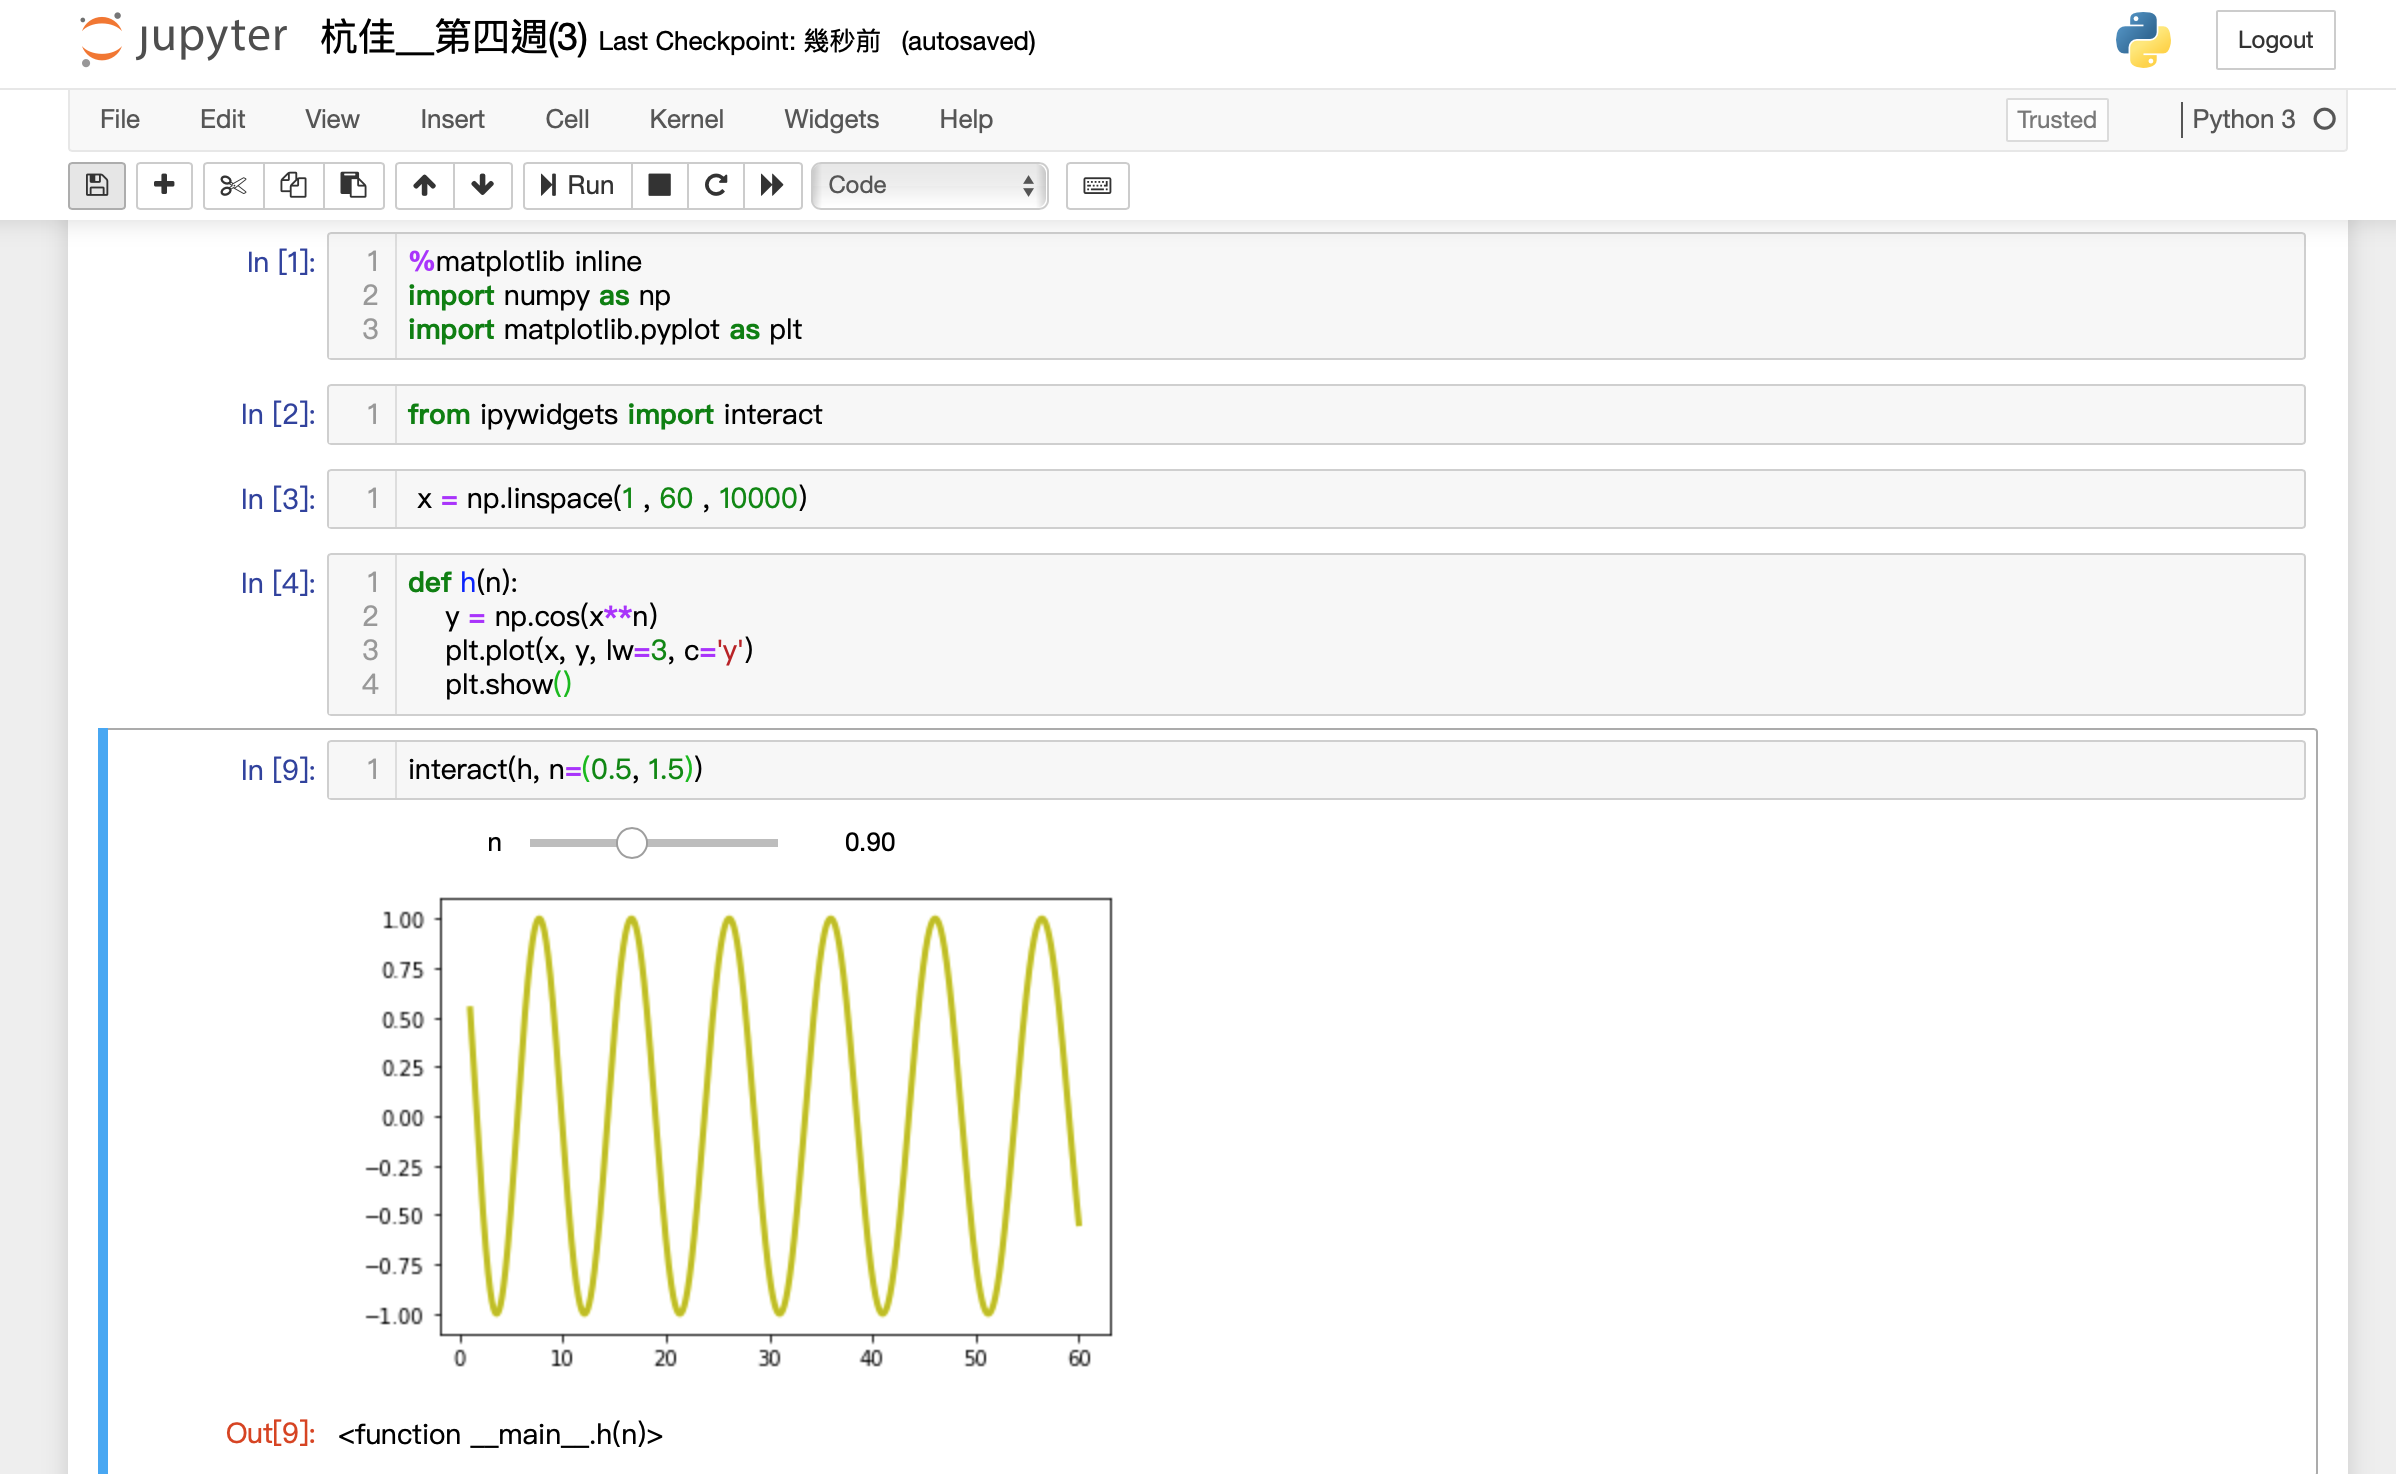 jupyter 杭佳__第四週(3) Last Checkpoint: 幾秒前 (autosaved) Logout
File Edit View Insert Cell Kernel Widgets Help Trusted Python 3
Run Code
In [1]: 1 %matplotlib inline
2 import numpy as np
3 import matplotlib.pyplot as plt
In [2]: 1 from ipywidgets import interact
In [3]: 1 x = np.linspace(1 , 60 , 10000)
In [4]: 1 def h(n):
2 y = np.cos(x**n)
3 plt.plot(x, y, lw=3, c='y')
4 plt.show()
In [9]: 1 interact(h, n=(0.5, 1.5))
n 0.90
1.00
0.75
0.50
0.25
0.00
−0.25
−0.50
−0.75
−1.00
0 10 20 30 40 50 60
Out[9]: <function __main__.h(n)>